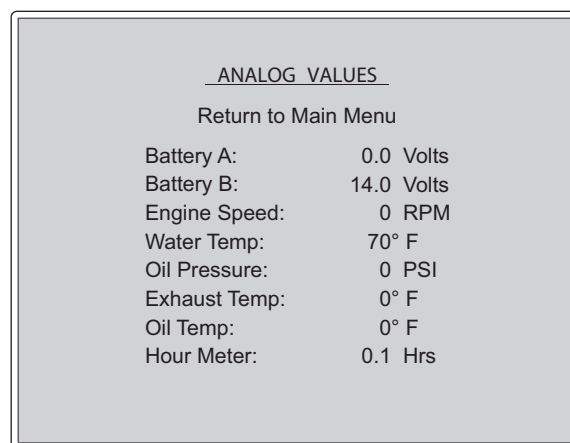 ANALOG VALUES
Return to Main Menu
Battery A: 0.0 Volts
Battery B: 14.0 Volts
Engine Speed: 0 RPM
Water Temp: 70° F
Oil Pressure: 0 PSI
Exhaust Temp: 0° F
Oil Temp: 0° F
Hour Meter: 0.1 Hrs